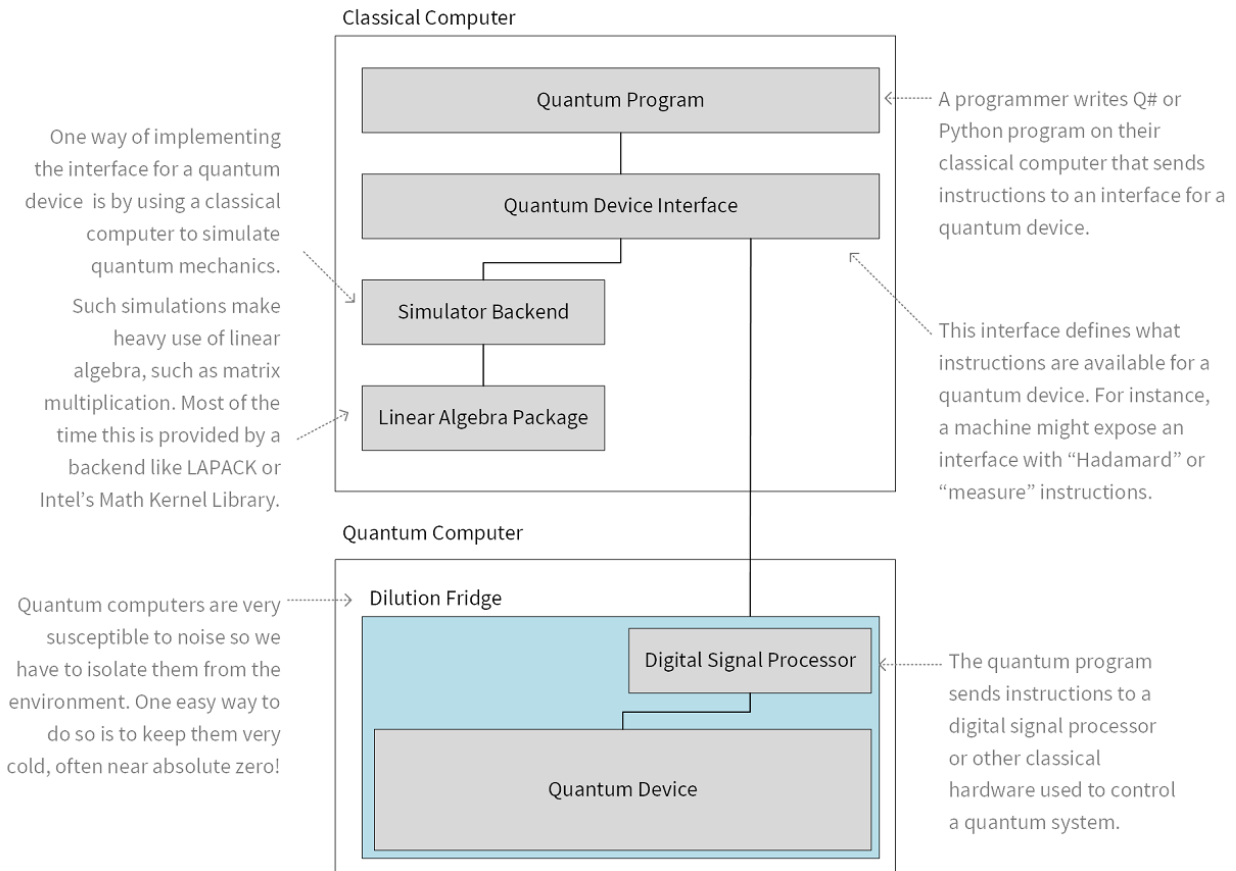 Classical Computer
Quantum Program
A programmer writes Q# or
Python program on their
classical computer that sends
instructions to an interface for a
quantum device.
One way of implementing
the interface for a quantum
device is by using a classical
computer to simulate
quantum mechanics.
Quantum Device Interface
Simulator Backend
Such simulations make
heavy use of linear
algebra, such as matrix
multiplication. Most of the
time this is provided by a
backend like LAPACK or
Intel’s Math Kernel Library.
Linear Algebra Package
This interface defines what
instructions are available for a
quantum device. For instance,
a machine might expose an
interface with “Hadamard” or
“measure” instructions.
Quantum Computer
Dilution Fridge
Quantum computers are very
susceptible to noise so we
have to isolate them from the
environment. One easy way to
do so is to keep them very
cold, often near absolute zero!
Digital Signal Processor
The quantum program
sends instructions to a
digital signal processor
or other classical
hardware used to control
a quantum system.
Quantum Device